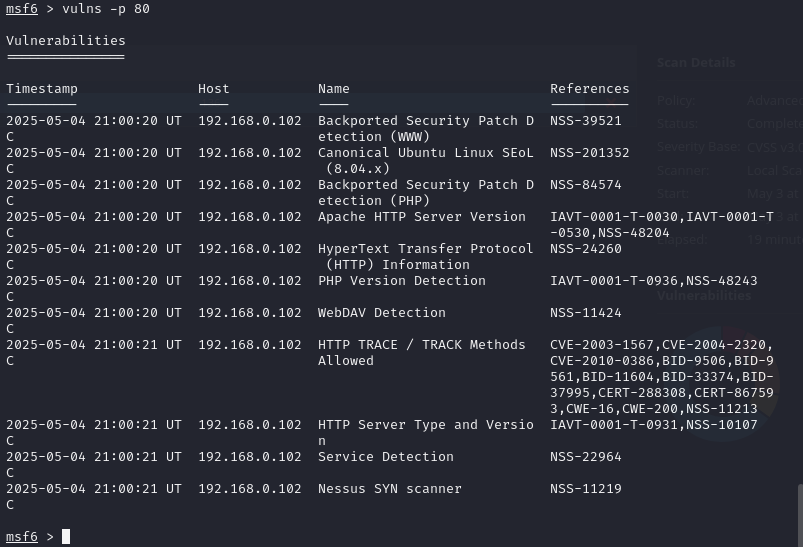 msf6 > vulns -p 80
Vulnerabilities
Timestamp Host Name References
2025-05-04 21:00:20 UT 192.168.0.102 Backported Security Patch D NSS-39521
C etection (WWW)
2025-05-04 21:00:20 UT 192.168.0.102 Canonical Ubuntu Linux SEoL NSS-201352
C (8.04.x)
2025-05-04 21:00:20 UT 192.168.0.102 Backported Security Patch D NSS-84574
C etection (PHP)
2025-05-04 21:00:20 UT 192.168.0.102 Apache HTTP Server Version IAVT-0001-T-0030,IAVT-0001-T
C -0530,NSS-48204
2025-05-04 21:00:20 UT 192.168.0.102 HyperText Transfer Protocol NSS-24260
C (HTTP) Information
2025-05-04 21:00:20 UT 192.168.0.102 PHP Version Detection IAVT-0001-T-0936,NSS-48243
C
2025-05-04 21:00:20 UT 192.168.0.102 WebDAV Detection NSS-11424
C
2025-05-04 21:00:21 UT 192.168.0.102 HTTP TRACE / TRACK Methods CVE-2003-1567,CVE-2004-2320,
C Allowed CVE-2010-0386,BID-9506,BID-9
561,BID-11604,BID-33374,BID-
37995,CERT-288308,CERT-86759
3,CWE-16,CWE-200,NSS-11213
2025-05-04 21:00:21 UT 192.168.0.102 HTTP Server Type and Versio IAVT-0001-T-0931,NSS-10107
C n
2025-05-04 21:00:21 UT 192.168.0.102 Service Detection NSS-22964
C
2025-05-04 21:00:21 UT 192.168.0.102 Nessus SYN scanner NSS-11219
C
msf6 >
Scan Details
Policy: Advance
Status: Complet
Severity Base: CVSS v3.0
Scanner: Local Sca
Start: May 3 at
3 at
Elapsed 19 minu
Vulnerabilities